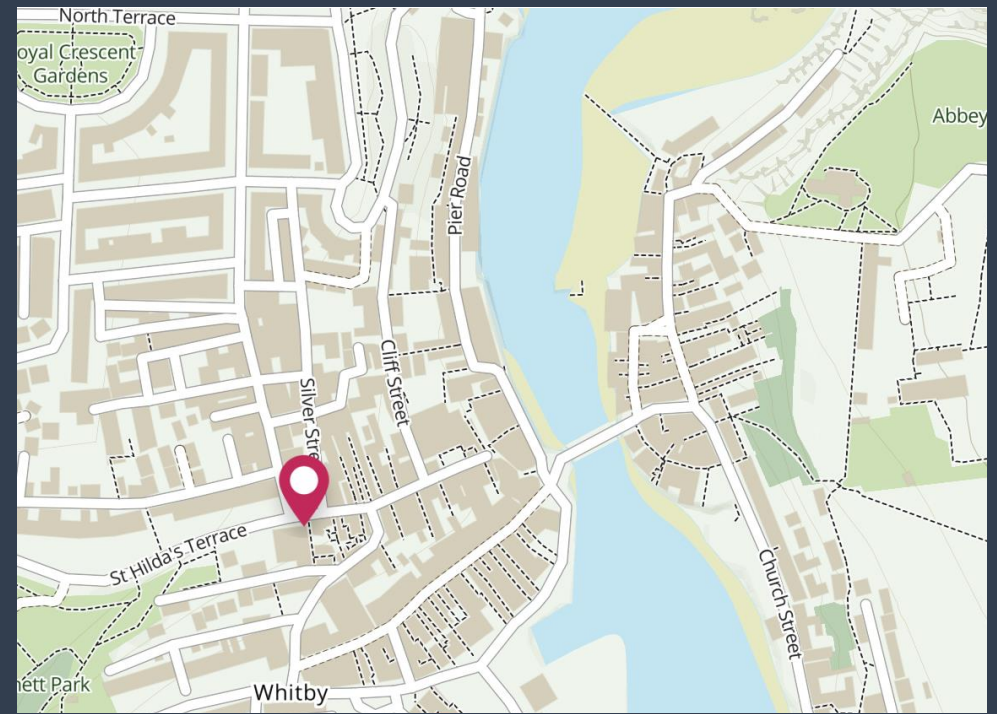 North Terrace
oyal Crescent
Gardens
Abbey
Pier Road
Cliff Street
Silver Stre
St Hilda's Terrace
Church Street
nett Park
Whitby